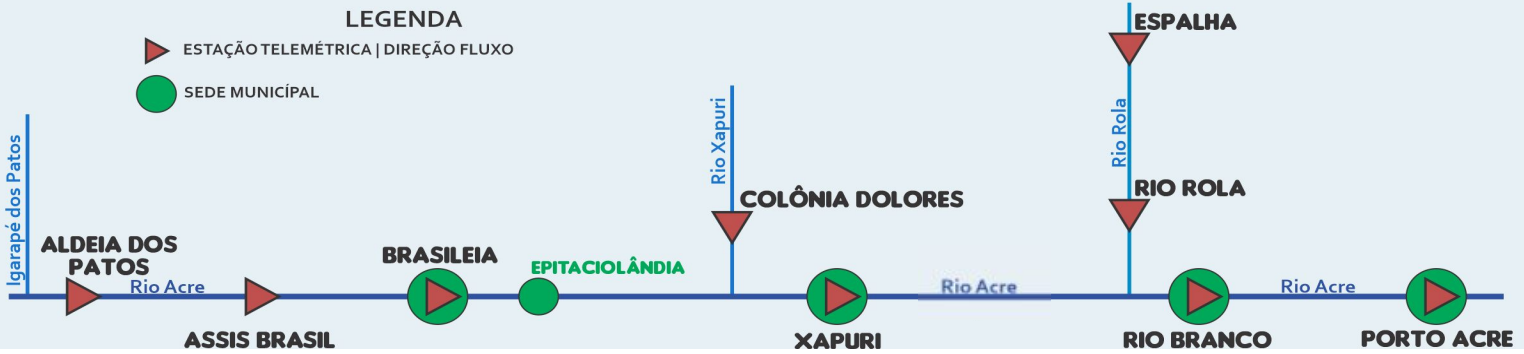 LEGENDA
ESTAÇÃO TELEMÉTRICA | DIREÇÃO FLUXO
SEDE MUNICÍPAL
Igarapé dos Patos
ALDEIA DOS
PATOS
Rio Acre
ASSIS BRASIL
BRASILEIA
EPITACIOLÂNDIA
Rio Xapuri
COLÔNIA DOLORES
XAPURI
Rio Acre
ESPALHA
Rio Rola
RIO ROLA
RIO BRANCO
Rio Acre
PORTO ACRE